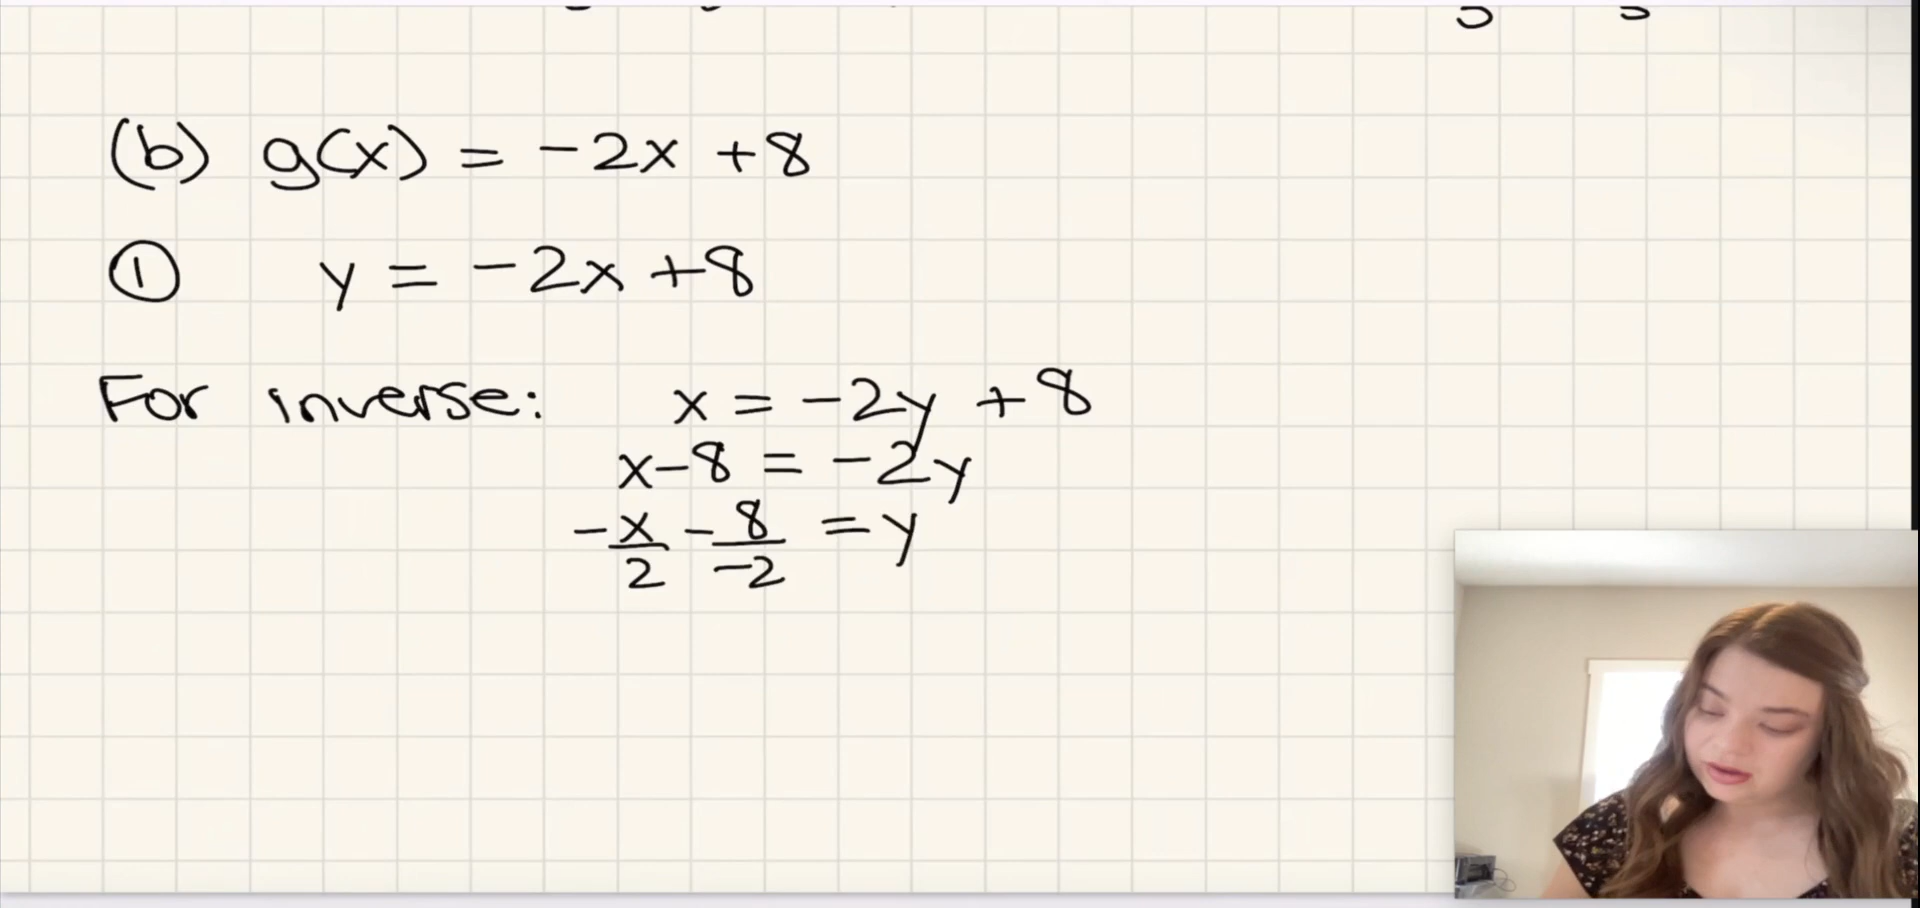 (b) g(x) = -2x +8
① y = -2x +8
For inverse: x = -2y +8
x-8 = -2y
-x/2 - 8/-2 = y